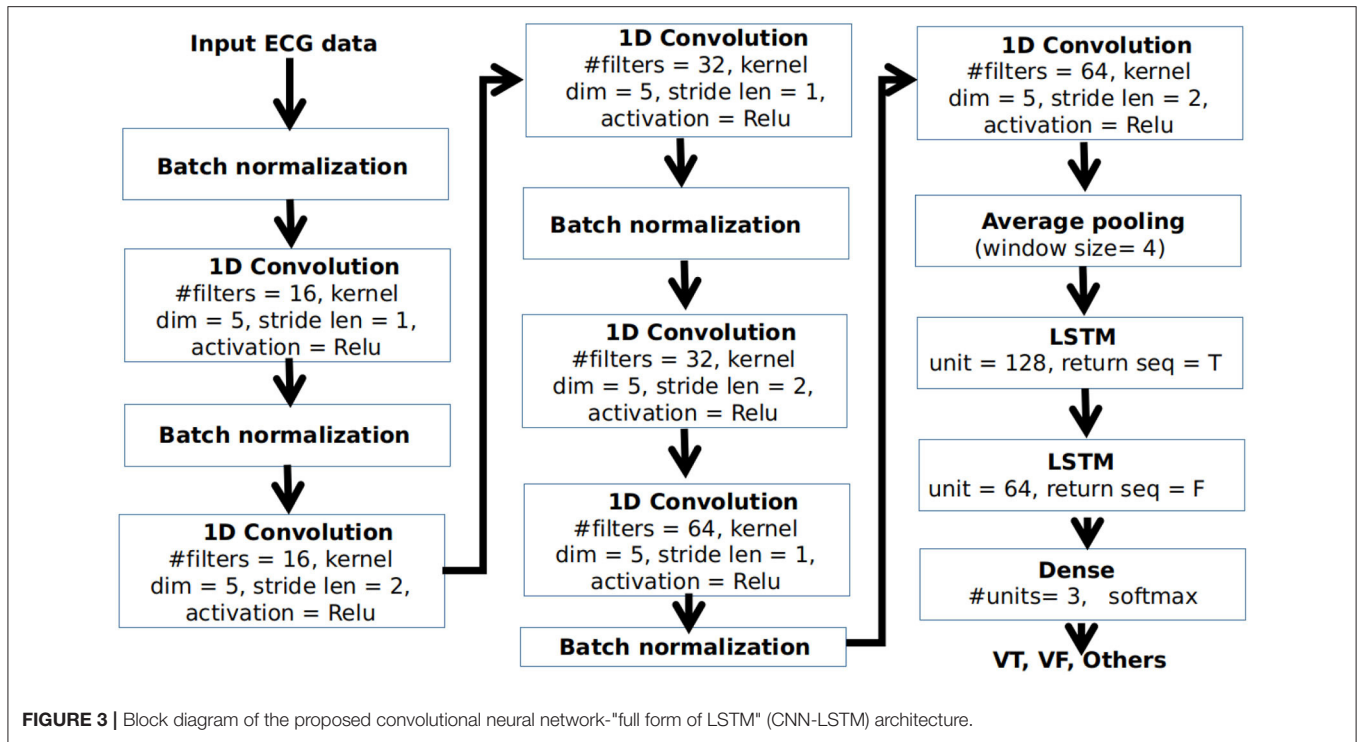 Input ECG data
Batch normalization
1D Convolution
#filters = 16, kernel
dim = 5, stride len = 1,
activation = Relu
Batch normalization
1D Convolution
#filters = 16, kernel
dim = 5, stride len = 2,
activation = Relu
1D Convolution
#filters = 32, kernel
dim = 5, stride len = 1,
activation = Relu
Batch normalization
1D Convolution
#filters = 32, kernel
dim = 5, stride len = 2,
activation = Relu
1D Convolution
#filters = 64, kernel
dim = 5, stride len = 1,
activation = Relu
Batch normalization
1D Convolution
#filters = 64, kernel
dim = 5, stride len = 2,
activation = Relu
Average pooling
(window size= 4)
LSTM
unit = 128, return seq = T
LSTM
unit = 64, return seq = F
Dense
#units= 3, softmax
VT, VF, Others
FIGURE 3 | Block diagram of the proposed convolutional neural network-"full form of LSTM" (CNN-LSTM) architecture.